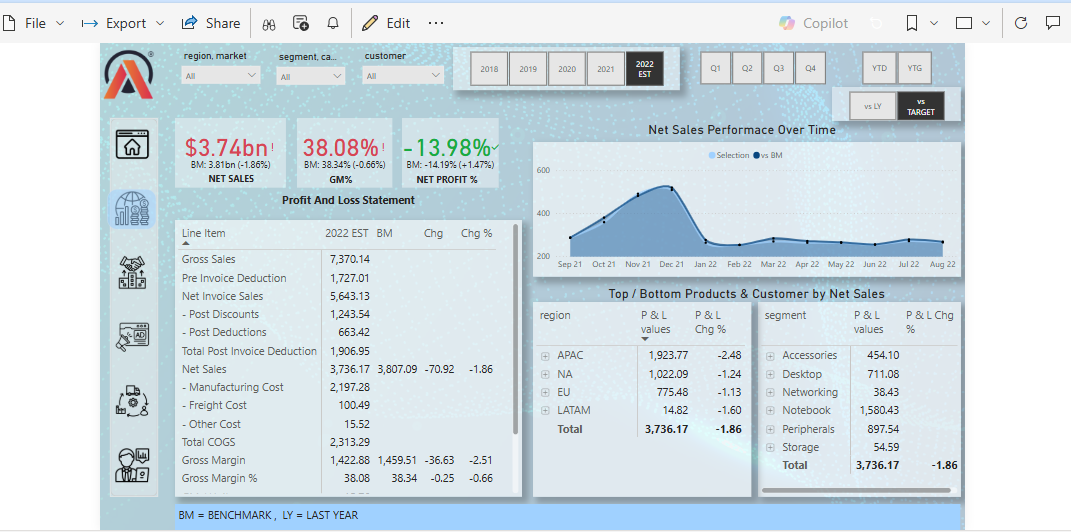 File Export Share Edit ... Copilot
region, market segment, ca... customer
All All All
2018 2019 2020 2021 2022 EST
Q1 Q2 Q3 Q4
YTD YTG
vs LY vs TARGET
$3.74bn!
BM: 3.81bn (-1.86%)
NET SALES
38.08%!
BM: 38.34% (-0.66%)
GM%
-13.98%
BM: -14.19% (+1.47%)
NET PROFIT %
Net Sales Performace Over Time
Selection vs BM
600
400
200
Sep 21 Oct 21 Nov 21 Dec 21 Jan 22 Feb 22 Mar 22 Apr 22 May 22 Jun 22 Jul 22 Aug 22
Profit And Loss Statement
Line Item 2022 EST BM Chg Chg %
Gross Sales 7,370.14
Pre Invoice Deduction 1,727.01
Net Invoice Sales 5,643.13
- Post Discounts 1,243.54
- Post Deductions 663.42
Total Post Invoice Deduction 1,906.95
Net Sales 3,736.17 3,807.09 -70.92 -1.86
- Manufacturing Cost 2,197.28
- Freight Cost 100.49
- Other Cost 15.52
Total COGS 2,313.29
Gross Margin 1,422.88 1,459.51 -36.63 -2.51
Gross Margin % 38.08 38.34 -0.25 -0.66
Top / Bottom Products & Customer by Net Sales
region P & L values P & L Chg %
APAC 1,923.77 -2.48
NA 1,022.09 -1.24
EU 775.48 -1.13
LATAM 14.82 -1.60
Total 3,736.17 -1.86
segment P & L values P & L Chg %
Accessories 454.10
Desktop 711.08
Networking 38.43
Notebook 1,580.43
Peripherals 897.54
Storage 54.59
Total 3,736.17 -1.86
BM = BENCHMARK , LY = LAST YEAR